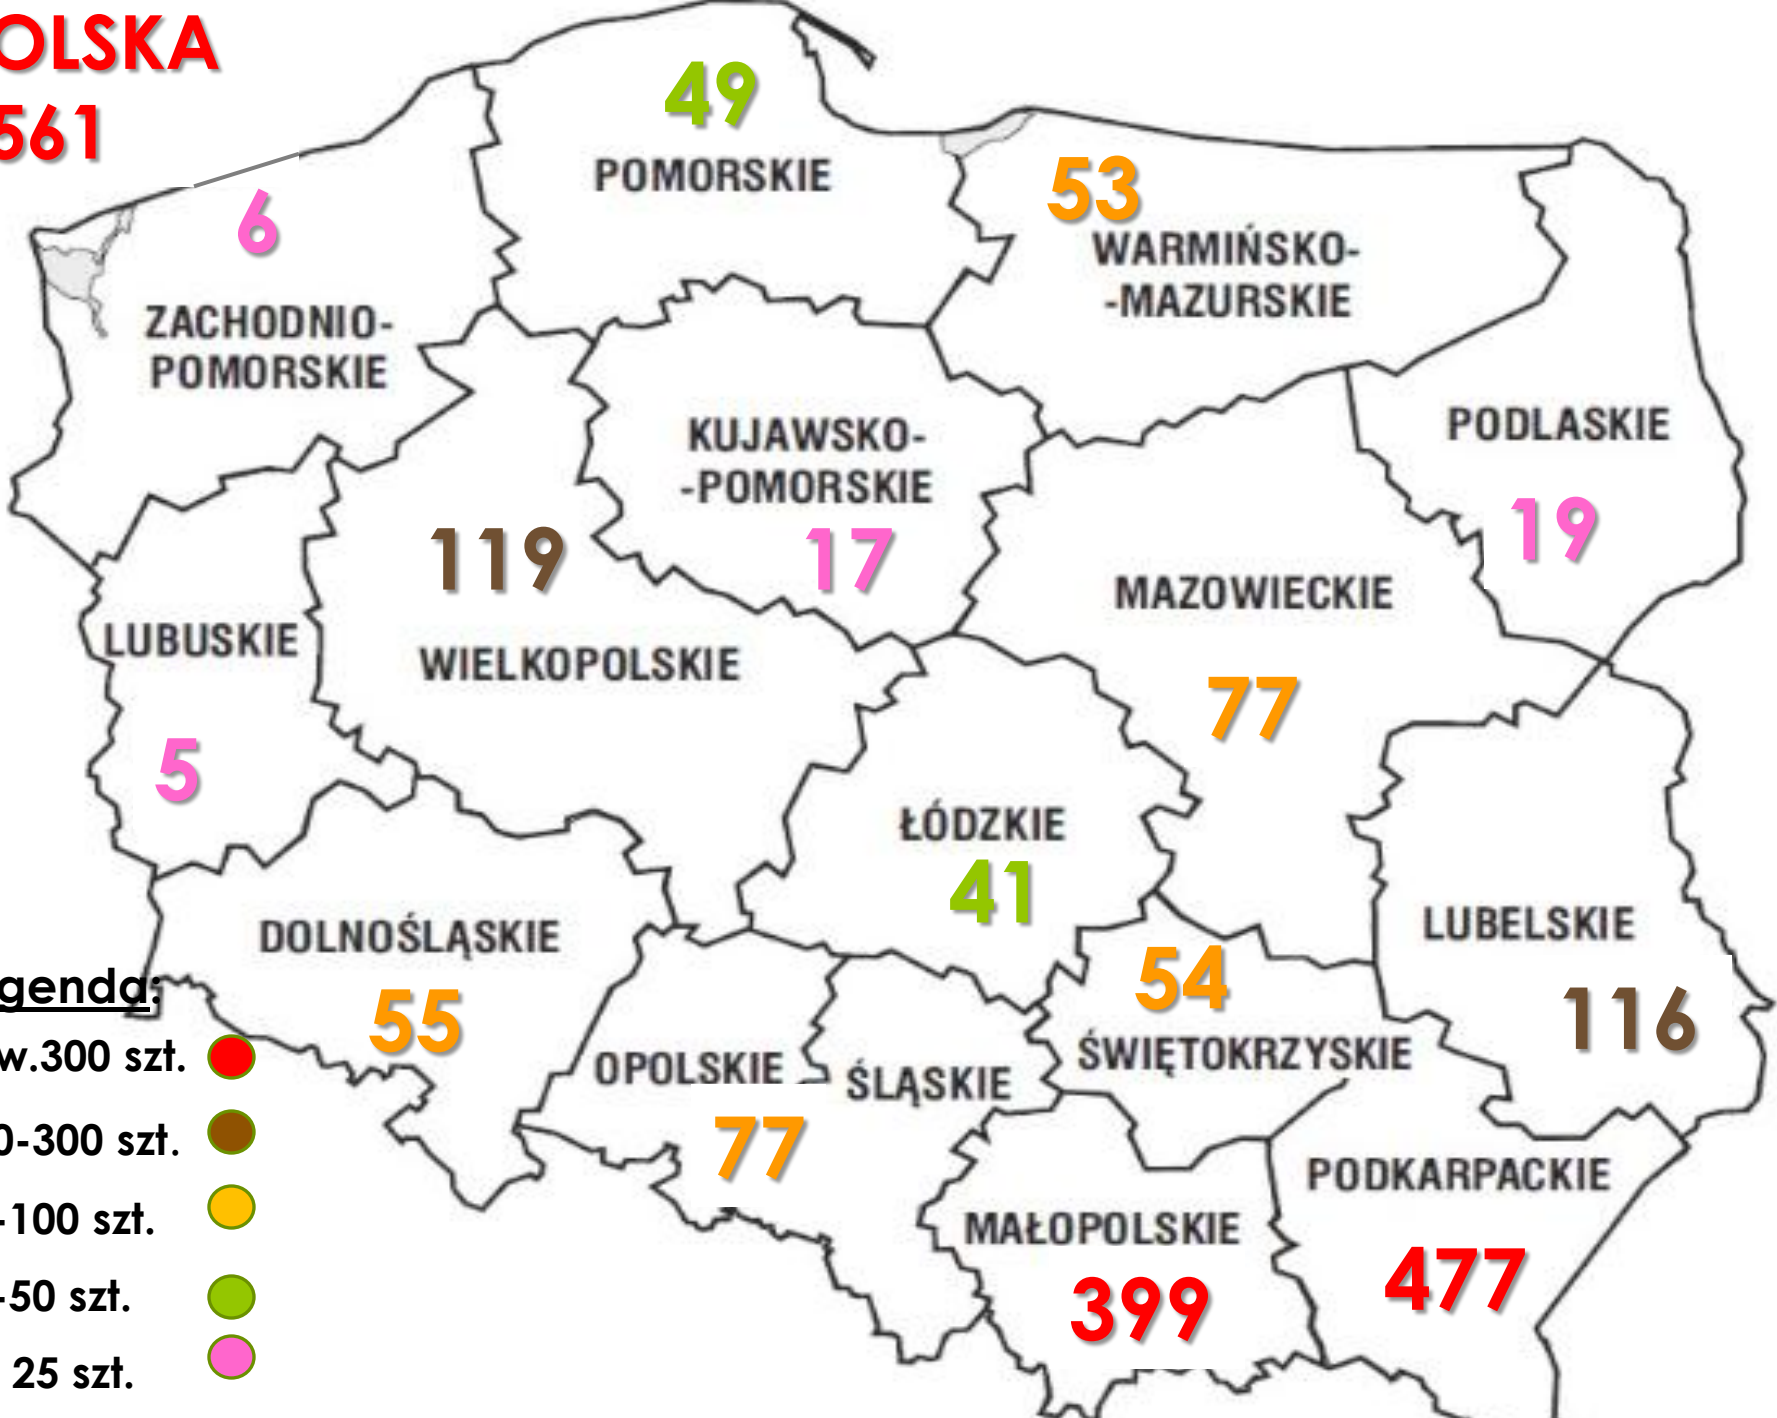 OLSKA
561
49
POMORSKIE
53
WARMIŃSKO-
-MAZURSKIE
6
ZACHODNIO-
POMORSKIE
KUJAWSKO-
-POMORSKIE
17
PODLASKIE
19
119
WIELKOPOLSKIE
MAZOWIECKIE
77
LUBUSKIE
5
ŁÓDZKIE
41
DOLNOŚLĄSKIE
55
LUBELSKIE
116
54
ŚWIĘTOKRZYSKIE
OPOLSKIE
77
ŚLĄSKIE
MAŁOPOLSKIE
399
PODKARPACKIE
477
genda:
w.300 szt.
0-300 szt.
-100 szt.
-50 szt.
25 szt.